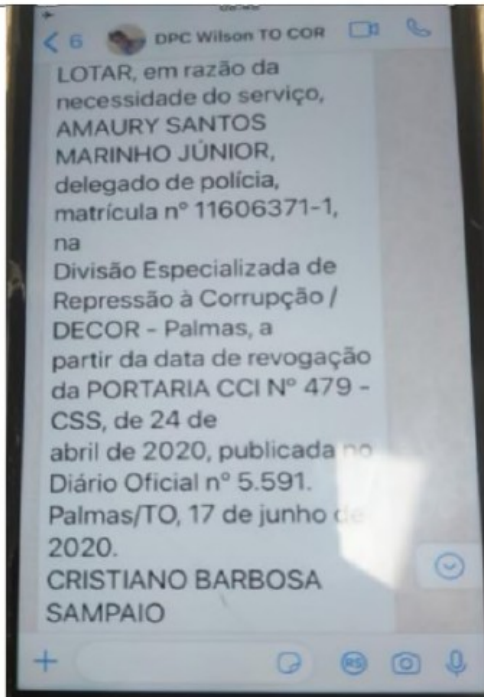 6 DPC Wilson TO COR
LOTAR, em razão da
necessidade do serviço,
AMAURY SANTOS
MARINHO JÚNIOR,
delegado de polícia,
matrícula nº 11606371-1,
na
Divisão Especializada de
Repressão à Corrupção /
DECOR - Palmas, a
partir da data de revogação
da PORTARIA CCI Nº 479 -
CSS, de 24 de
abril de 2020, publicada no
Diário Oficial nº 5.591.
Palmas/TO, 17 de junho de
2020.
CRISTIANO BARBOSA
SAMPAIO